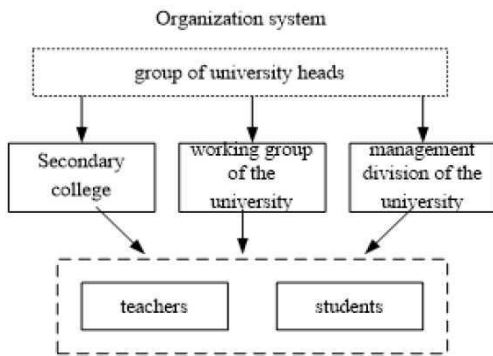 Organization system
group of university heads
Secondary
college
working group
of the
university
management
division of the
university
teachers
students